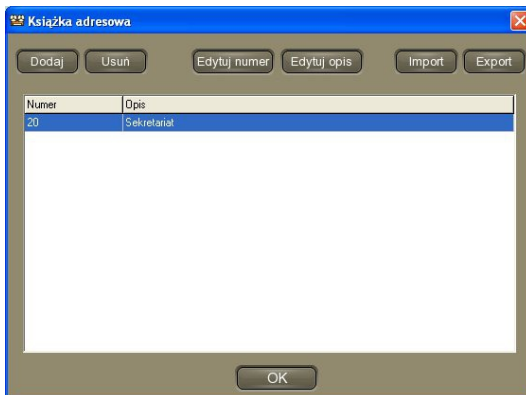 Książka adresowa
Dodaj Usuń Edytuj numer Edytuj opis Import Export
Numer Opis
20 Sekretariat
OK